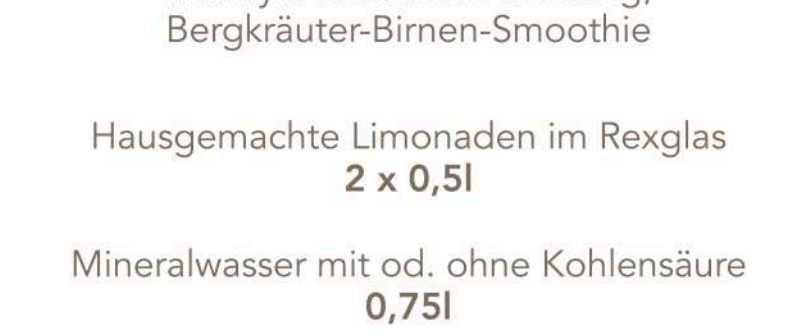 Bergkräuter-Birnen-Smoothie
Hausgemachte Limonaden im Rexglas
2 x 0,5l
Mineralwasser mit od. ohne Kohlensäure
0,75l